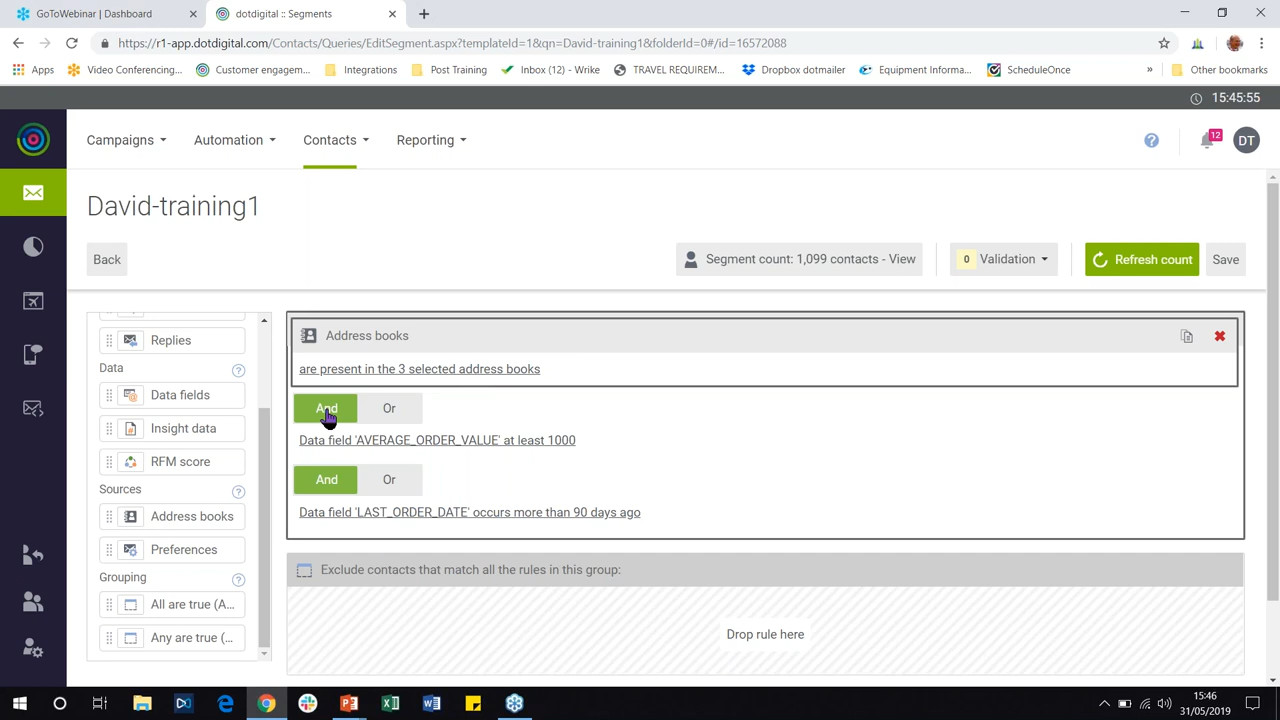 GoToWebinar | Dashboard
dotdigital :: Segments
https://r1-app.dotdigital.com/Contacts/Queries/EditSegment.aspx?templateId=1&qn=David-training1&folderId=0#/id=16572088
Apps
Video Conferencing...
Customer engagem...
Integrations
Post Training
Inbox (12) - Wrike
TRAVEL REQUIREM...
Dropbox dotmailer
Equipment Informa...
ScheduleOnce
»
Other bookmarks
15:45:55
Campaigns
Automation
Contacts
Reporting
?
12
DT
David-training1
Back
Segment count: 1,099 contacts - View
0 Validation
Refresh count
Save
Replies
Data
?
Data fields
Insight data
RFM score
Sources
?
Address books
Preferences
Grouping
?
All are true (A...
Any are true (...
Address books
are present in the 3 selected address books
And Or
Data field 'AVERAGE_ORDER_VALUE' at least 1000
And Or
Data field 'LAST_ORDER_DATE' occurs more than 90 days ago
Exclude contacts that match all the rules in this group:
Drop rule here
15:46
31/05/2019